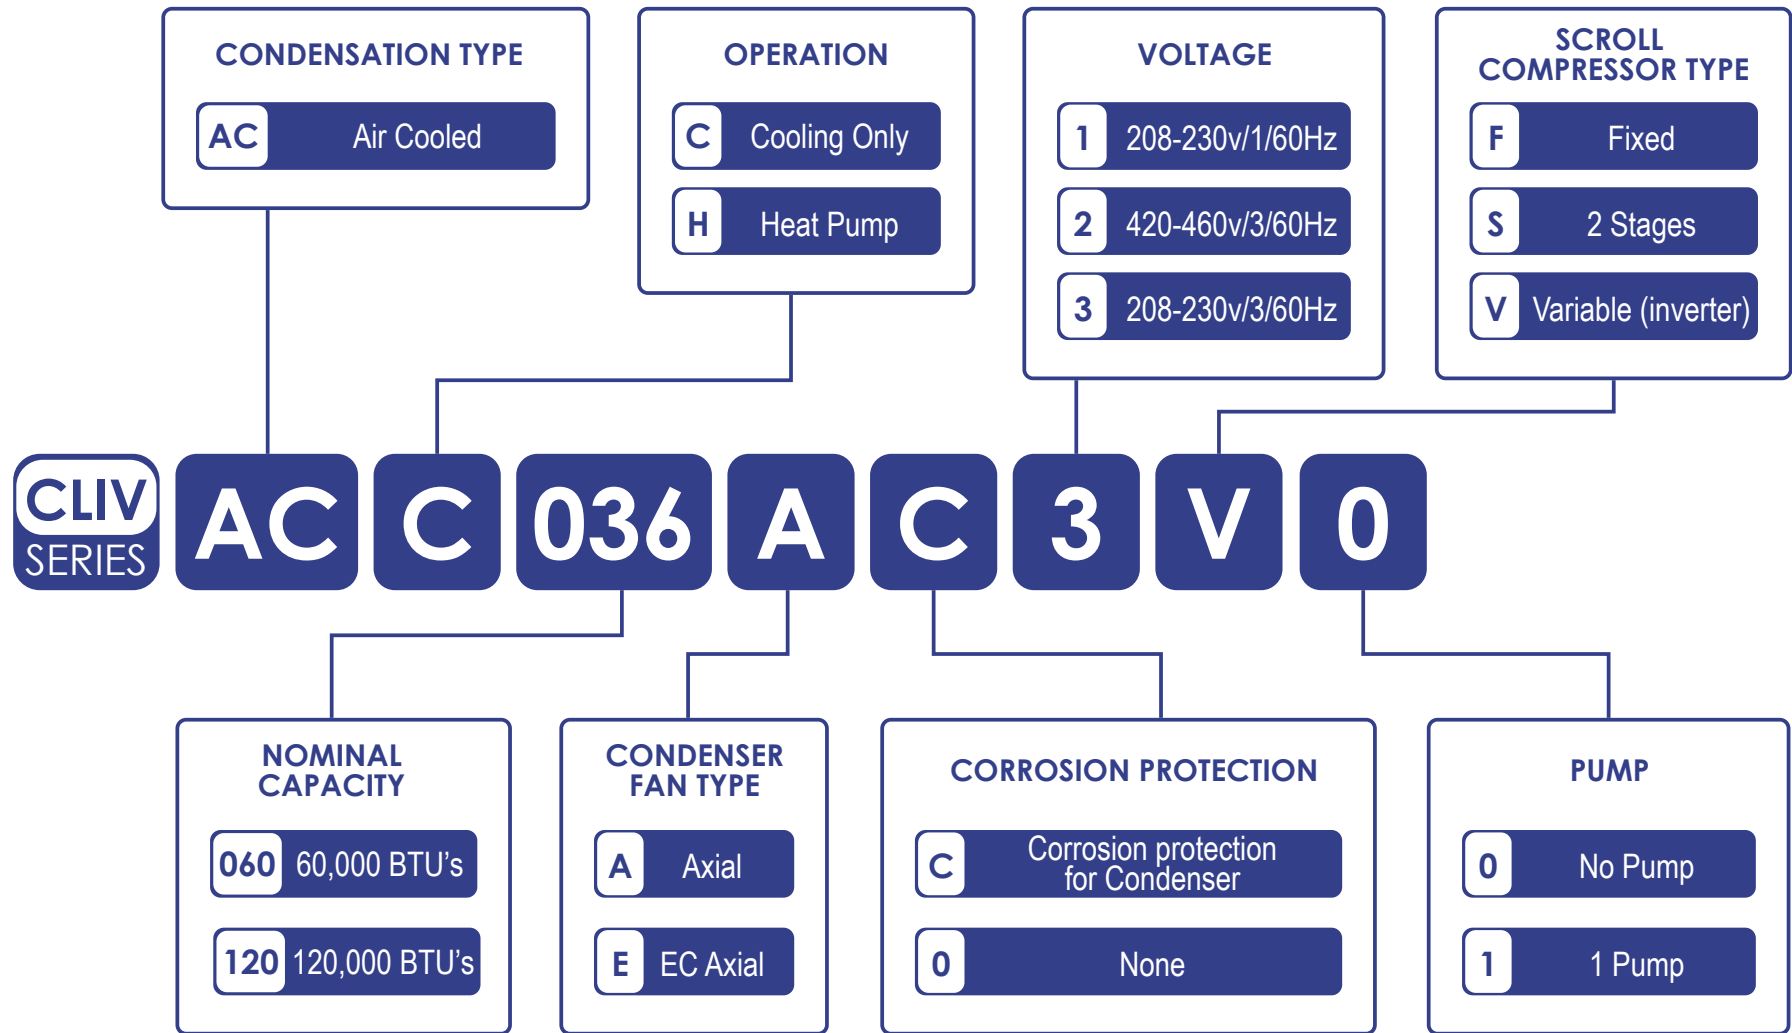 CONDENSATION TYPE
AC Air Cooled
OPERATION
C Cooling Only
H Heat Pump
VOLTAGE
1 208-230v/1/60Hz
2 420-460v/3/60Hz
3 208-230v/3/60Hz
SCROLL
COMPRESSOR TYPE
F Fixed
S 2 Stages
V Variable (inverter)
CLIV
SERIES
AC C 036 A C 3 V 0
NOMINAL
CAPACITY
060 60,000 BTU's
120 120,000 BTU's
CONDENSER
FAN TYPE
A Axial
E EC Axial
CORROSION PROTECTION
C Corrosion protection
for Condenser
0 None
PUMP
0 No Pump
1 1 Pump